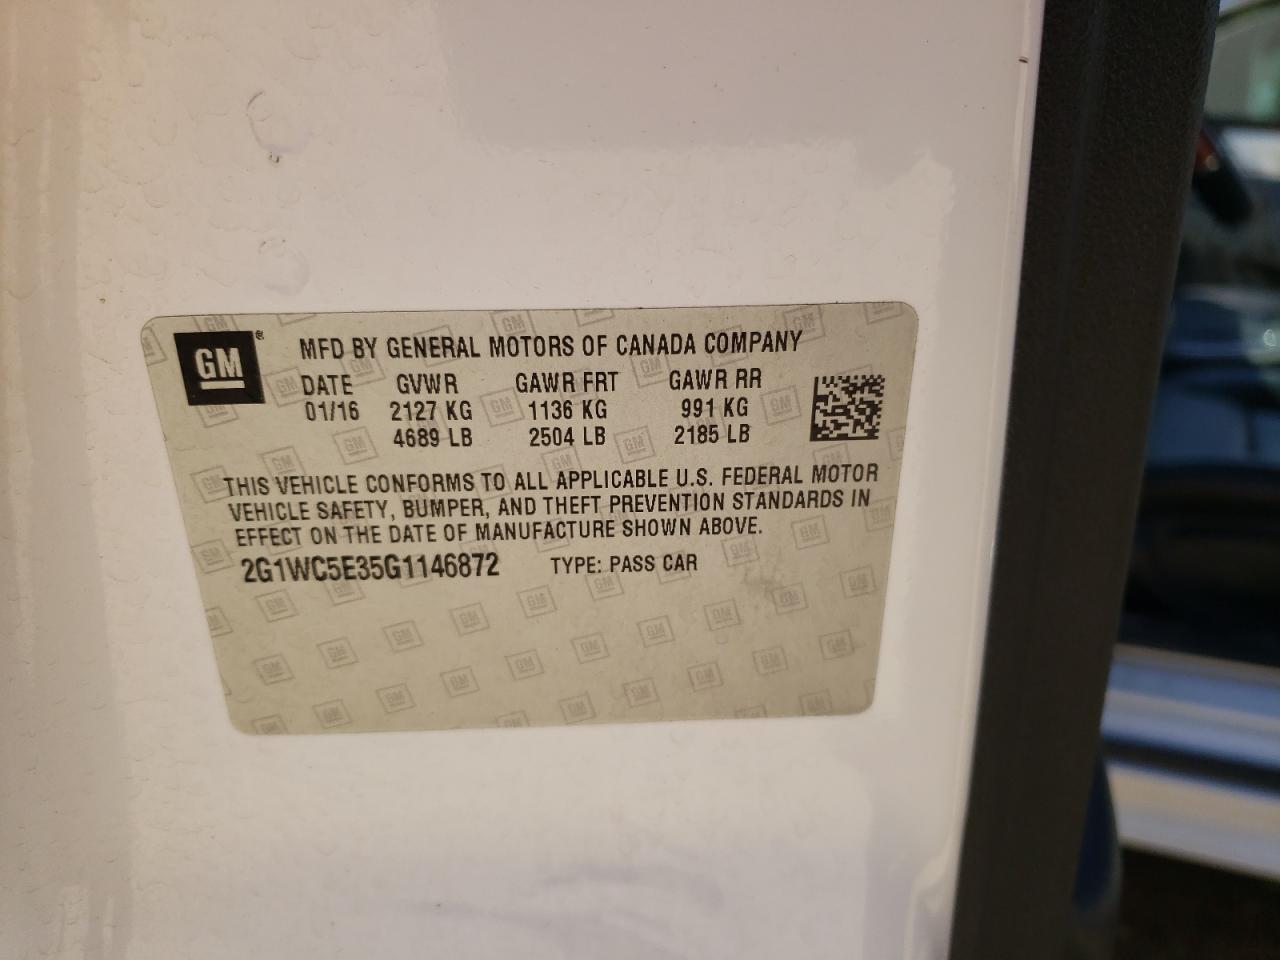 GM ® MFD BY GENERAL MOTORS OF CANADA COMPANY
DATE GVWR GAWR FRT GAWR RR
01/16 2127 KG 1136 KG 991 KG
4689 LB 2504 LB 2185 LB
THIS VEHICLE CONFORMS TO ALL APPLICABLE U.S. FEDERAL MOTOR
VEHICLE SAFETY, BUMPER, AND THEFT PREVENTION STANDARDS IN
EFFECT ON THE DATE OF MANUFACTURE SHOWN ABOVE.
2G1WC5E35G1146872 TYPE: PASS CAR